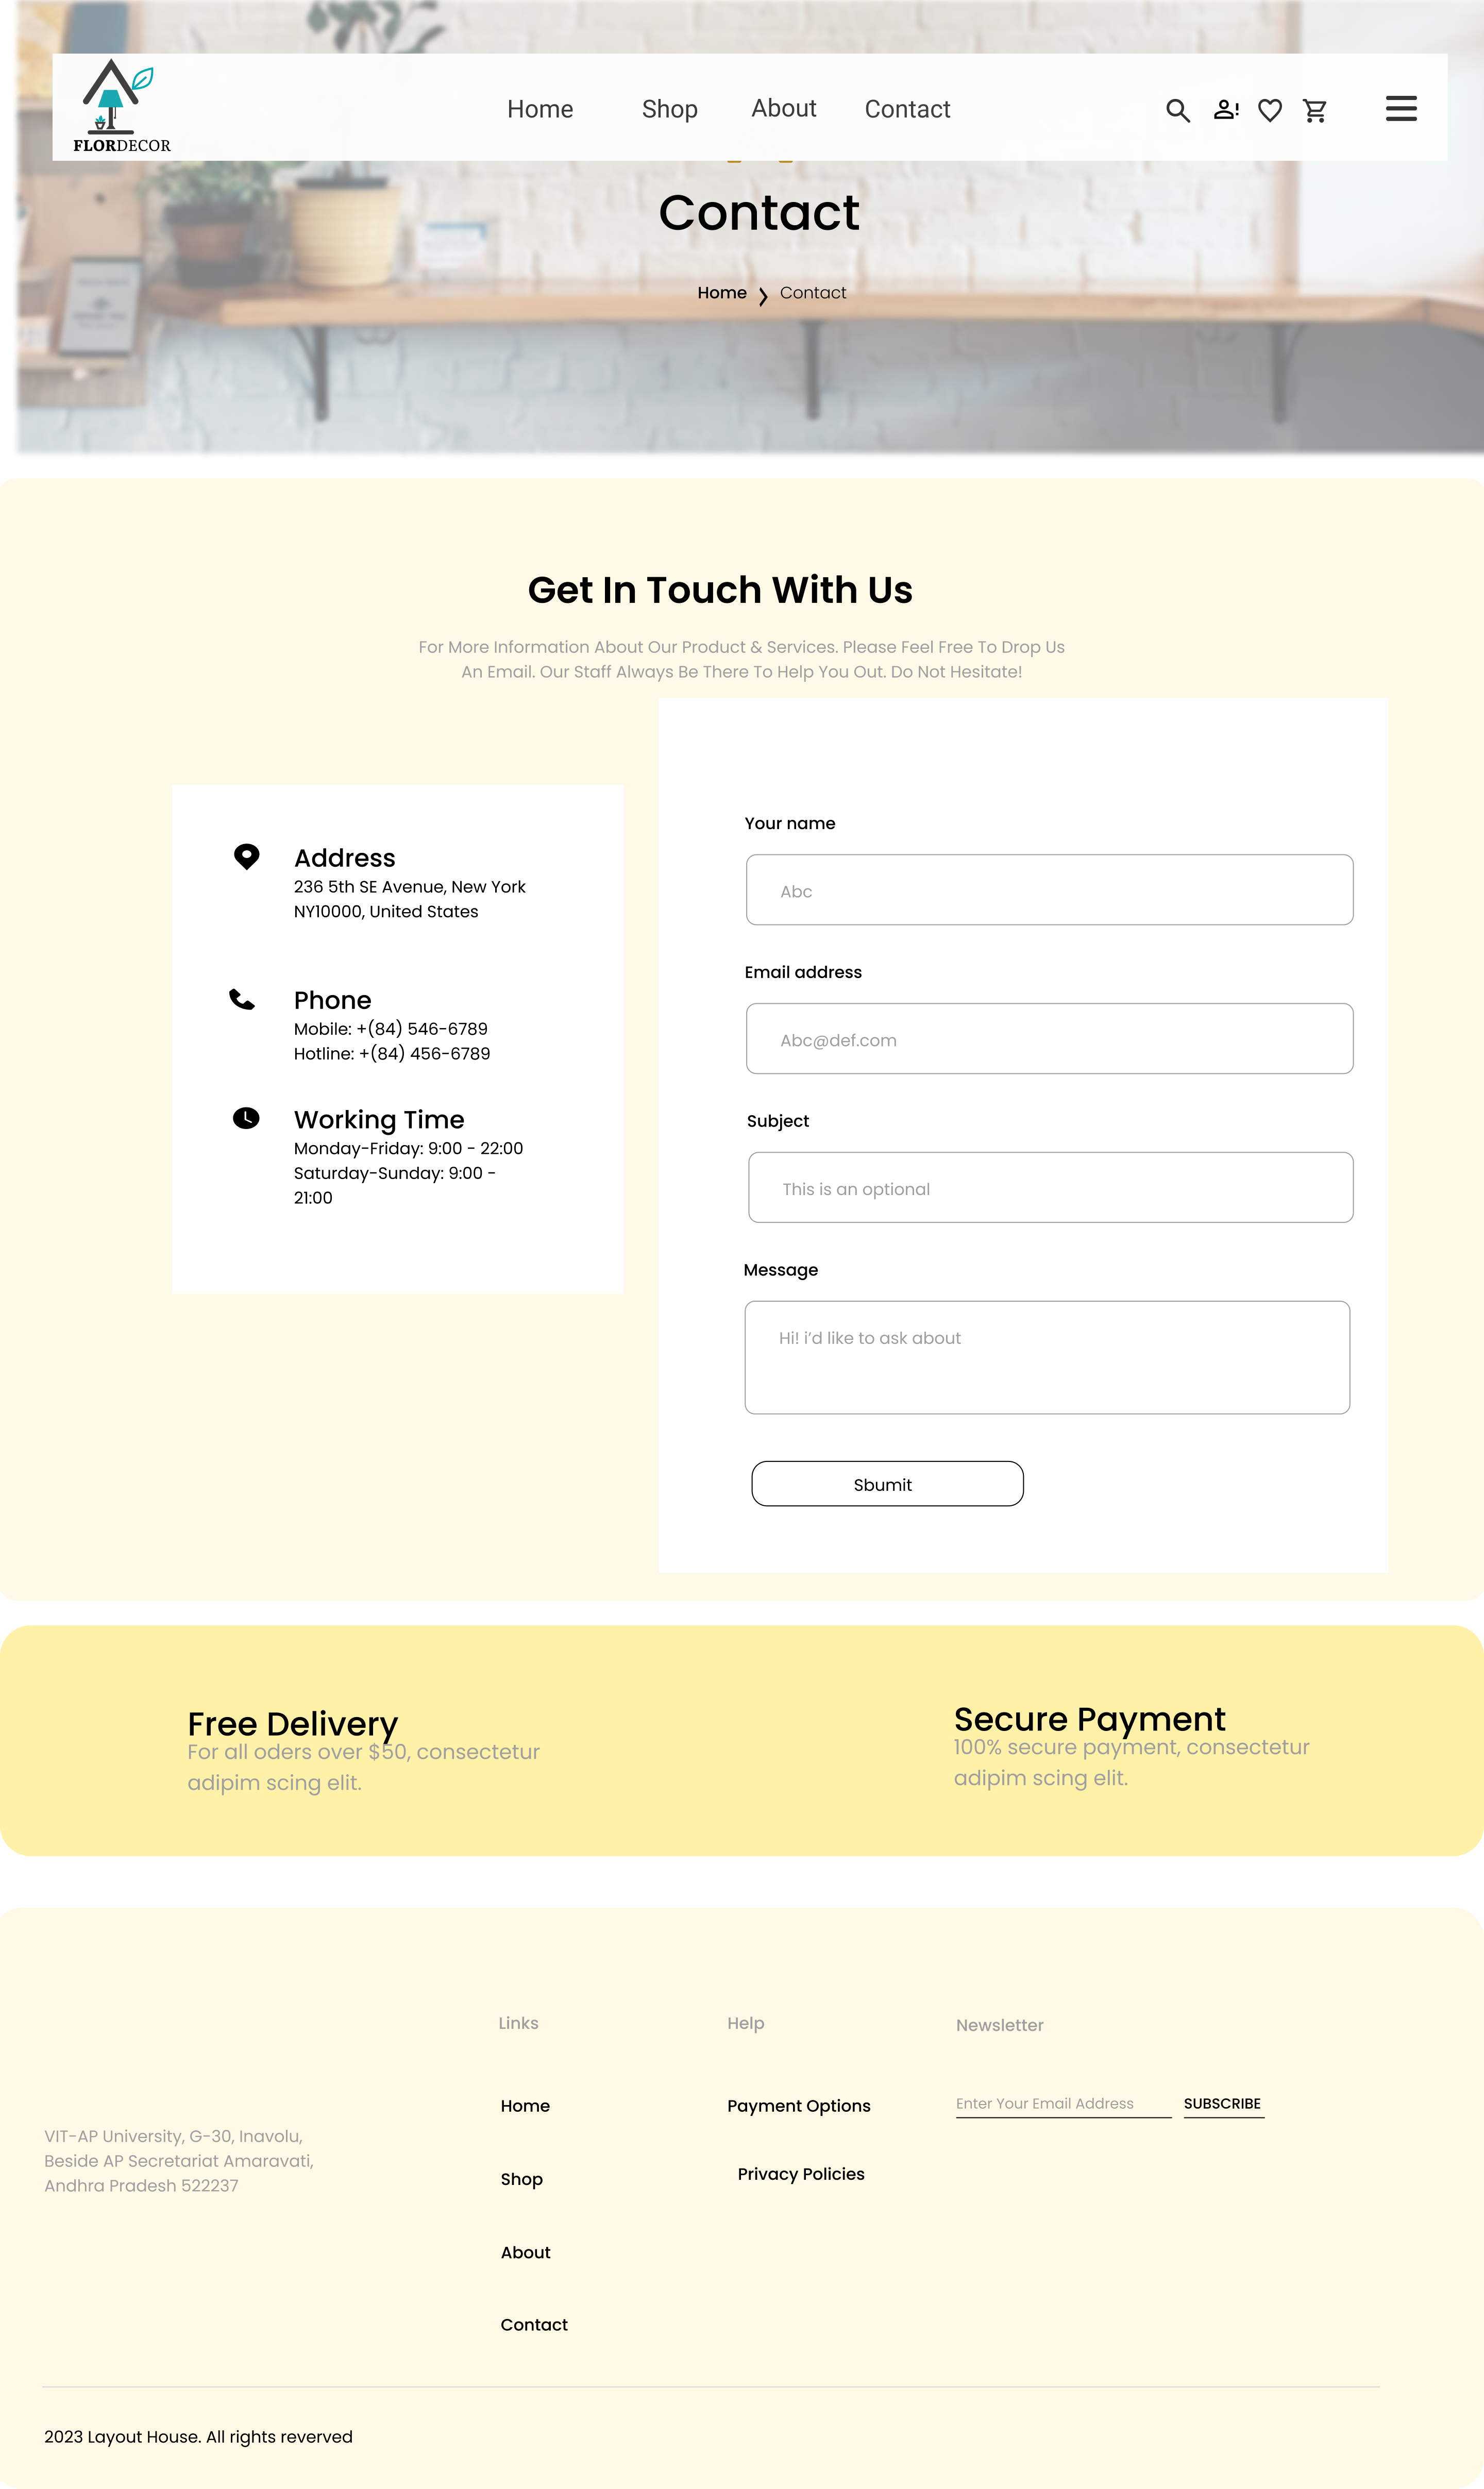 FLORDECOR
Home
Shop
About
Contact
Contact
Home
Contact
Get In Touch With Us
For More Information About Our Product & Services. Please Feel Free To Drop Us
An Email. Our Staff Always Be There To Help You Out. Do Not Hesitate!
Address
236 5th SE Avenue, New York
NY10000, United States
Phone
Mobile: +(84) 546-6789
Hotline: +(84) 456-6789
Working Time
Monday-Friday: 9:00 - 22:00
Saturday-Sunday: 9:00 -
21:00
Your name
Abc
Email address
Abc@def.com
Subject
This is an optional
Message
Hi! i'd like to ask about
Sbumit
Free Delivery
For all oders over $50, consectetur
adipim scing elit.
Secure Payment
100% secure payment, consectetur
adipim scing elit.
VIT-AP University, G-30, Inavolu,
Beside AP Secretariat Amaravati,
Andhra Pradesh 522237
Links
Home
Shop
About
Contact
Help
Payment Options
Privacy Policies
Newsletter
Enter Your Email Address
SUBSCRIBE
2023 Layout House. All rights reverved